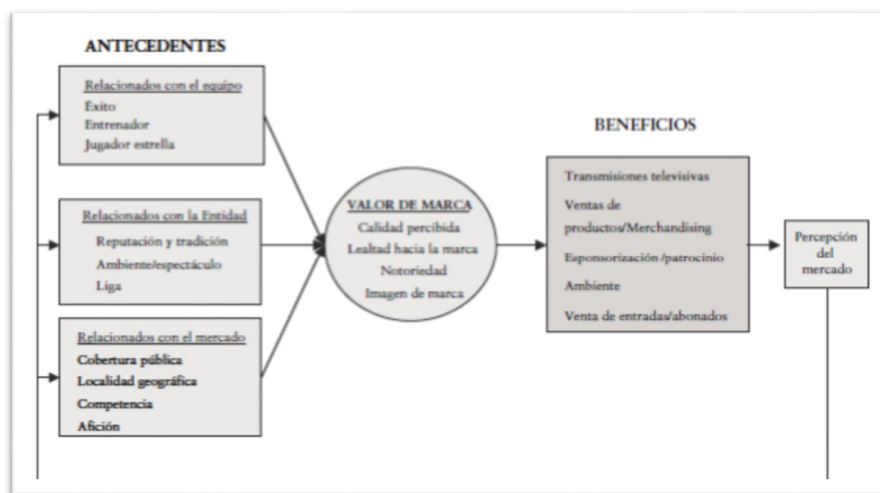 ANTECEDENTES
Relacionados con el equipo
Éxito
Entrenador
Jugador estrella
Relacionados con la Entidad
Reputación y tradición
Ambiente/espectáculo
Liga
Relacionados con el mercado
Cobertura pública
Localidad geográfica
Competencia
Afición
VALOR DE MARCA
Calidad percibida
Lealtad hacia la marca
Notoriedad
Imagen de marca
BENEFICIOS
Transmisiones televisivas
Ventas de
productos/Merchandising
Esponsorización/patrocinio
Ambiente
Venta de entradas/abonados
Percepción
del
mercado